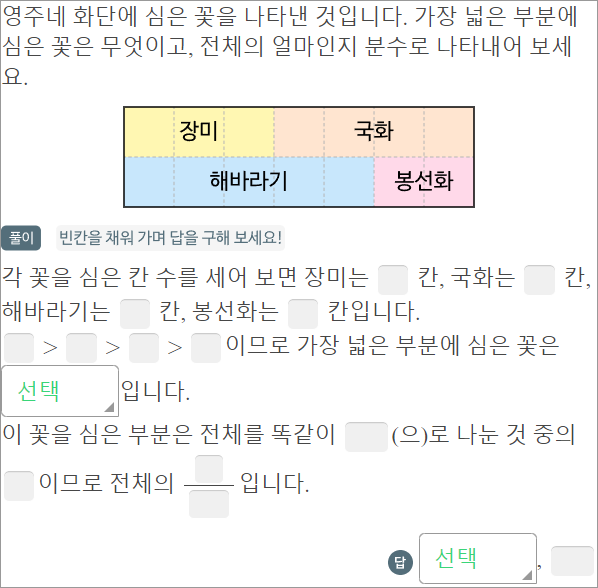 영주네 화단에 심은 꽃을 나타낸 것입니다. 가장 넓은 부분에
심은 꽃은 무엇이고, 전체의 얼마인지 분수로 나타내어 보세
요.
장미 국화
해바라기 봉선화
풀이 빈칸을 채워 가며 답을 구해 보세요!
각 꽃을 심은 칸 수를 세어 보면 장미는 칸, 국화는 칸,
해바라기는 칸, 봉선화는 칸입니다.
> > > 이므로 가장 넓은 부분에 심은 꽃은
선택 입니다.
이 꽃을 심은 부분은 전체를 똑같이 (으)로 나눈 것 중의
이므로 전체의 입니다.
답 선택 ,